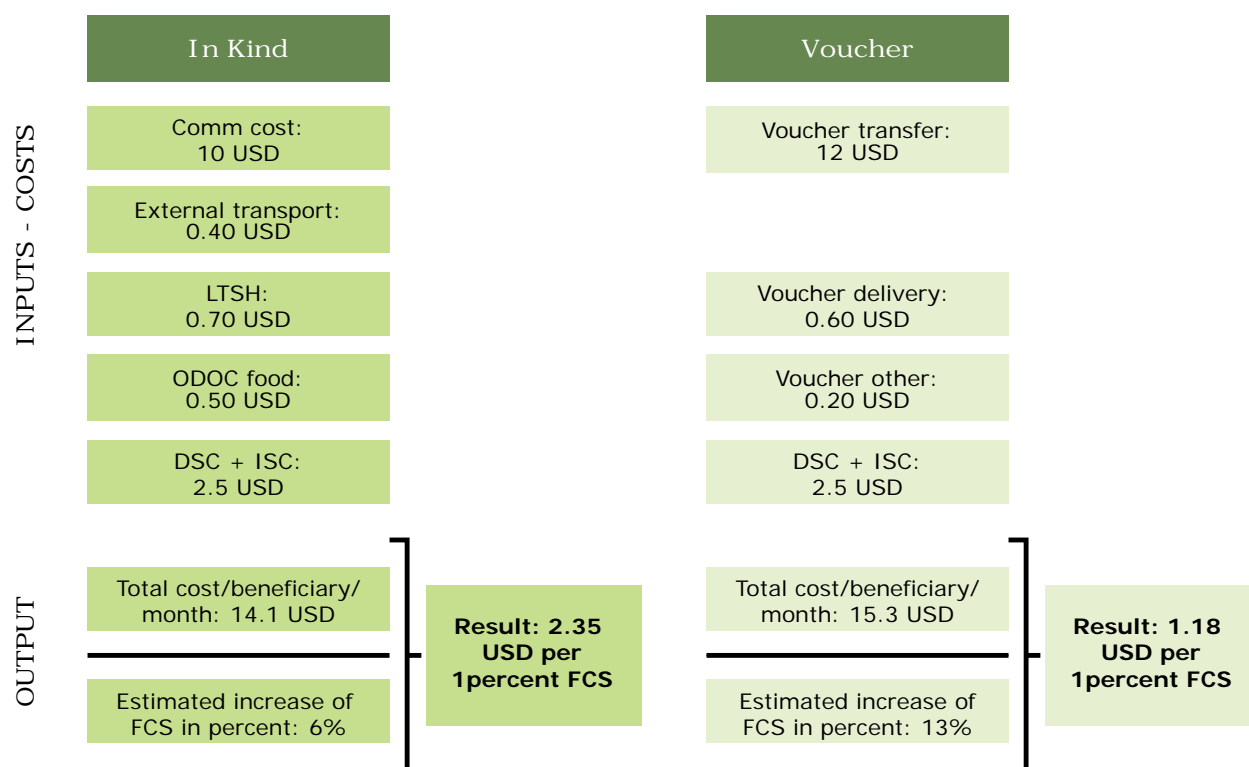 In Kind
Voucher
INPUTS - COSTS
Comm cost:
10 USD
Voucher transfer:
12 USD
External transport:
0.40 USD
LTSH:
0.70 USD
Voucher delivery:
0.60 USD
ODOC food:
0.50 USD
Voucher other:
0.20 USD
DSC + ISC:
2.5 USD
DSC + ISC:
2.5 USD
OUTPUT
Total cost/beneficiary/
month: 14.1 USD
Estimated increase of
FCS in percent: 6%
Result: 2.35
USD per
1percent FCS
Total cost/beneficiary/
month: 15.3 USD
Estimated increase of
FCS in percent: 13%
Result: 1.18
USD per
1percent FCS